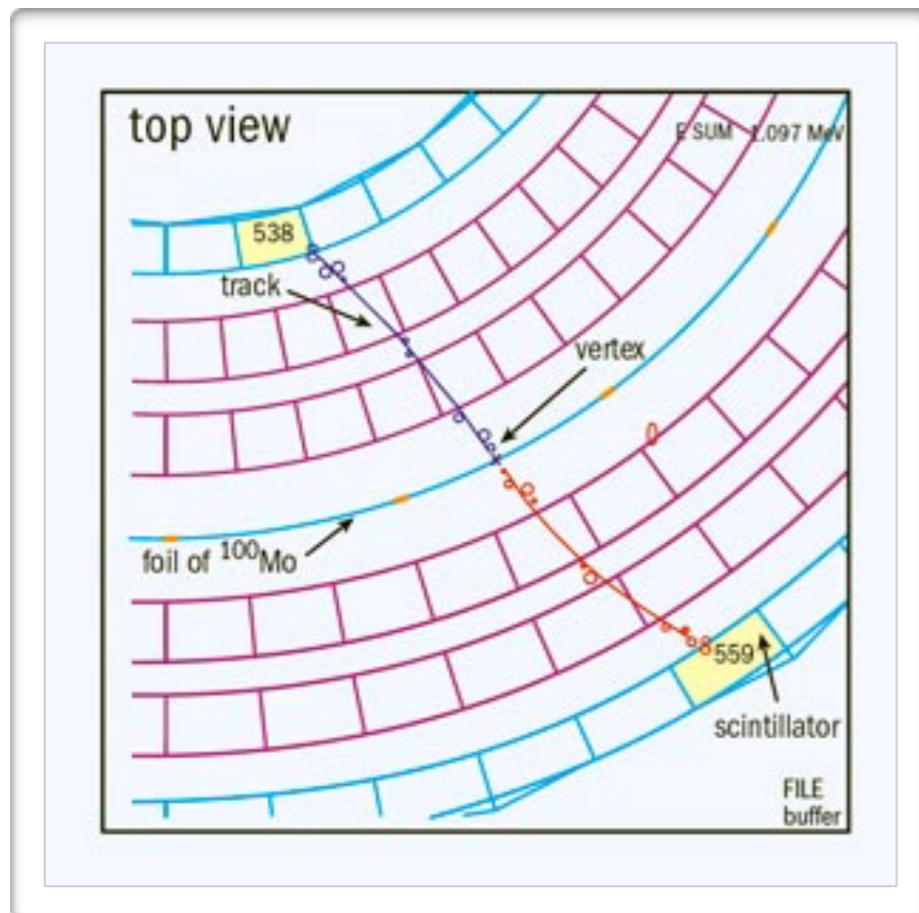 top view
E SUM 1.097 MeV
538
track
vertex
foil of ¹⁰⁰Mo
559
scintillator
FILE
buffer